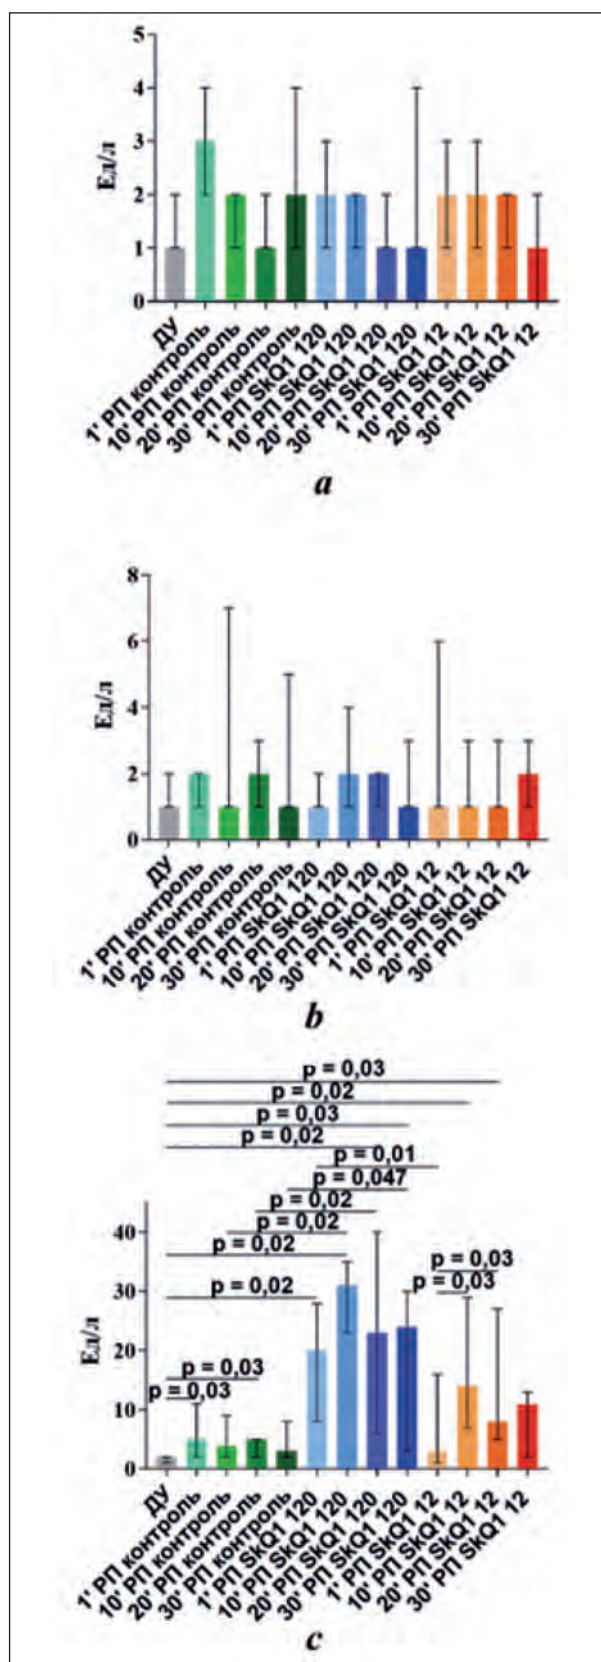 5
4
3
2
1
0
Ед/л
ДУ
1' РП контроль
10' РП контроль
20' РП контроль
30' РП контроль
1' РП SkQ1 120
10' РП SkQ1 120
20' РП SkQ1 120
30' РП SkQ1 120
1' РП SkQ1 12
10' РП SkQ1 12
20' РП SkQ1 12
30' РП SkQ1 12
a
8
6
4
2
0
Ед/л
ДУ
1' РП контроль
10' РП контроль
20' РП контроль
30' РП контроль
1' РП SkQ1 120
10' РП SkQ1 120
20' РП SkQ1 120
30' РП SkQ1 120
1' РП SkQ1 12
10' РП SkQ1 12
20' РП SkQ1 12
30' РП SkQ1 12
b
p = 0,03
p = 0,02
p = 0,03
p = 0,02
p = 0,01
p = 0,047
p = 0,02
p = 0,02
p = 0,02
p = 0,03
p = 0,03
p = 0,02
p = 0,03
p = 0,03
40
30
20
10
0
Ед/л
ДУ
1' РП контроль
10' РП контроль
20' РП контроль
30' РП контроль
1' РП SkQ1 120
10' РП SkQ1 120
20' РП SkQ1 120
30' РП SkQ1 120
1' РП SkQ1 12
10' РП SkQ1 12
20' РП SkQ1 12
30' РП SkQ1 12
c